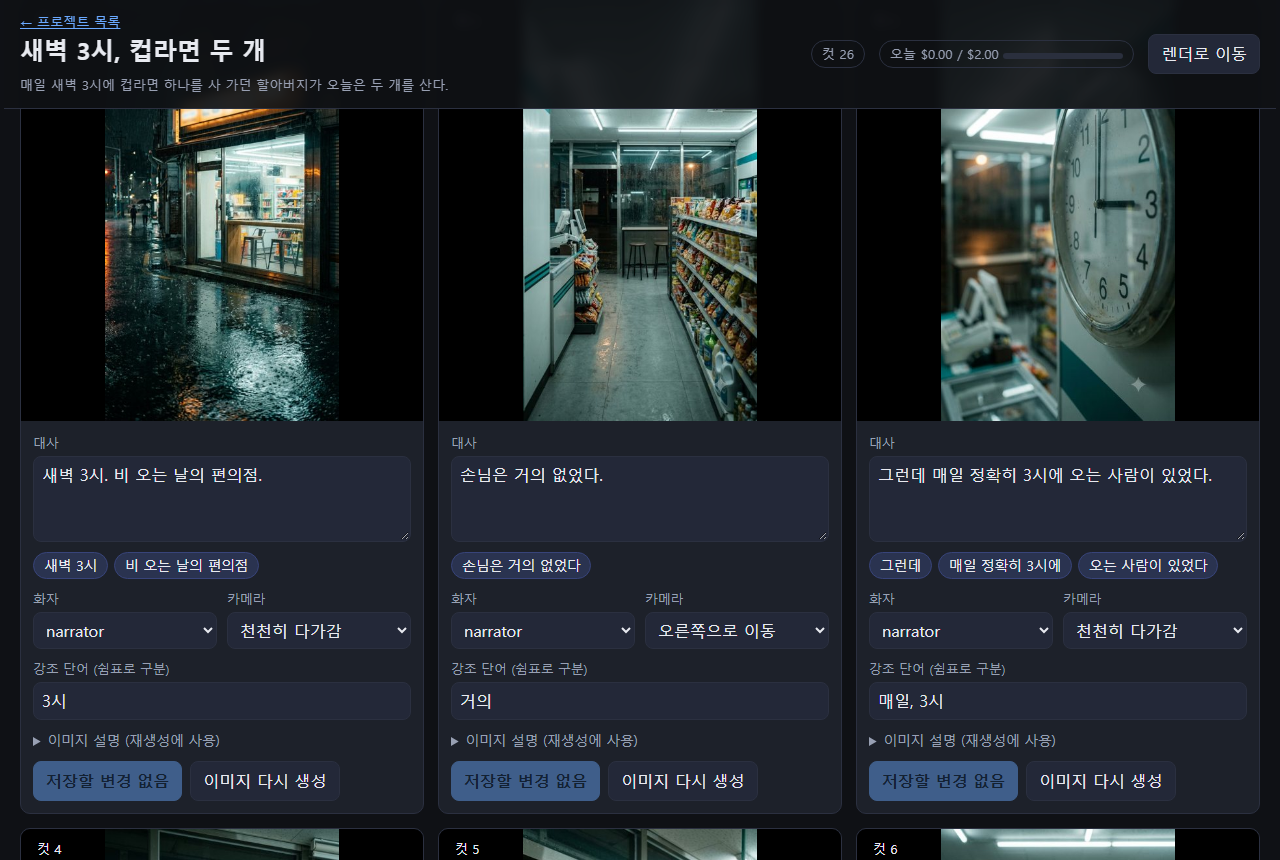 ← 프로젝트 목록
새벽 3시, 컵라면 두 개
매일 새벽 3시에 컵라면 하나를 사 가던 할아버지가 오늘은 두 개를 산다.
컷 26
오늘 $0.00 / $2.00
렌더로 이동
11 12 1 2 3 4 5 6 7 8 9 10
대사
새벽 3시. 비 오는 날의 편의점.
새벽 3시
비 오는 날의 편의점
화자
카메라
narrator
천천히 다가감
강조 단어 (쉼표로 구분)
3시
이미지 설명 (재생성에 사용)
저장할 변경 없음
이미지 다시 생성
대사
손님은 거의 없었다.
손님은 거의 없었다
화자
카메라
narrator
오른쪽으로 이동
강조 단어 (쉼표로 구분)
거의
이미지 설명 (재생성에 사용)
저장할 변경 없음
이미지 다시 생성
대사
그런데 매일 정확히 3시에 오는 사람이 있었다.
그런데
매일 정확히 3시에
오는 사람이 있었다
화자
카메라
narrator
천천히 다가감
강조 단어 (쉼표로 구분)
매일, 3시
이미지 설명 (재생성에 사용)
저장할 변경 없음
이미지 다시 생성
컷 4
컷 5
컷 6